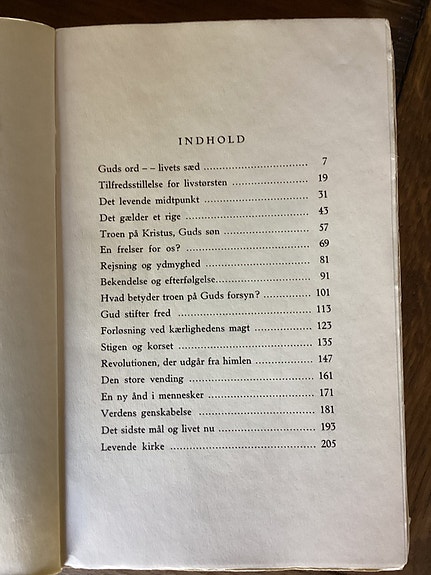 INDHOLD
Guds ord – – livets sæd ........................................ 7
Tilfredsstillelse for livstørsten ........................................ 19
Det levende midtpunkt ........................................ 31
Det gælder et rige ........................................ 43
Troen på Kristus, Guds søn ........................................ 57
En frelser for os? ........................................ 69
Rejsning og ydmyghed ........................................ 81
Bekendelse og efterfølgelse ........................................ 91
Hvad betyder troen på Guds forsyn? ........................................ 101
Gud stifter fred ........................................ 113
Forløsning ved kærlighedens magt ........................................ 123
Stigen og korset ........................................ 135
Revolutionen, der udgår fra himlen ........................................ 147
Den store vending ........................................ 161
En ny ånd i mennesker ........................................ 171
Verdens genskabelse ........................................ 181
Det sidste mål og livet nu ........................................ 193
Levende kirke ........................................ 205